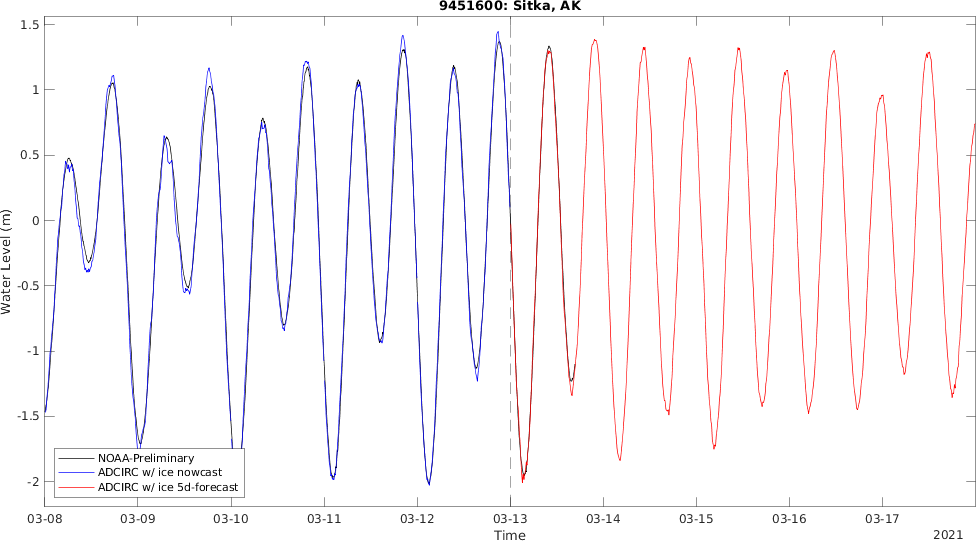 9451600: Sitka, AK
Water Level (m)
1.5
1
0.5
0
-0.5
-1
-1.5
-2
NOAA-Preliminary
ADCIRC w/ ice nowcast
ADCIRC w/ ice 5d-forecast
03-08 03-09 03-10 03-11 03-12 03-13 03-14 03-15 03-16 03-17
Time
2021